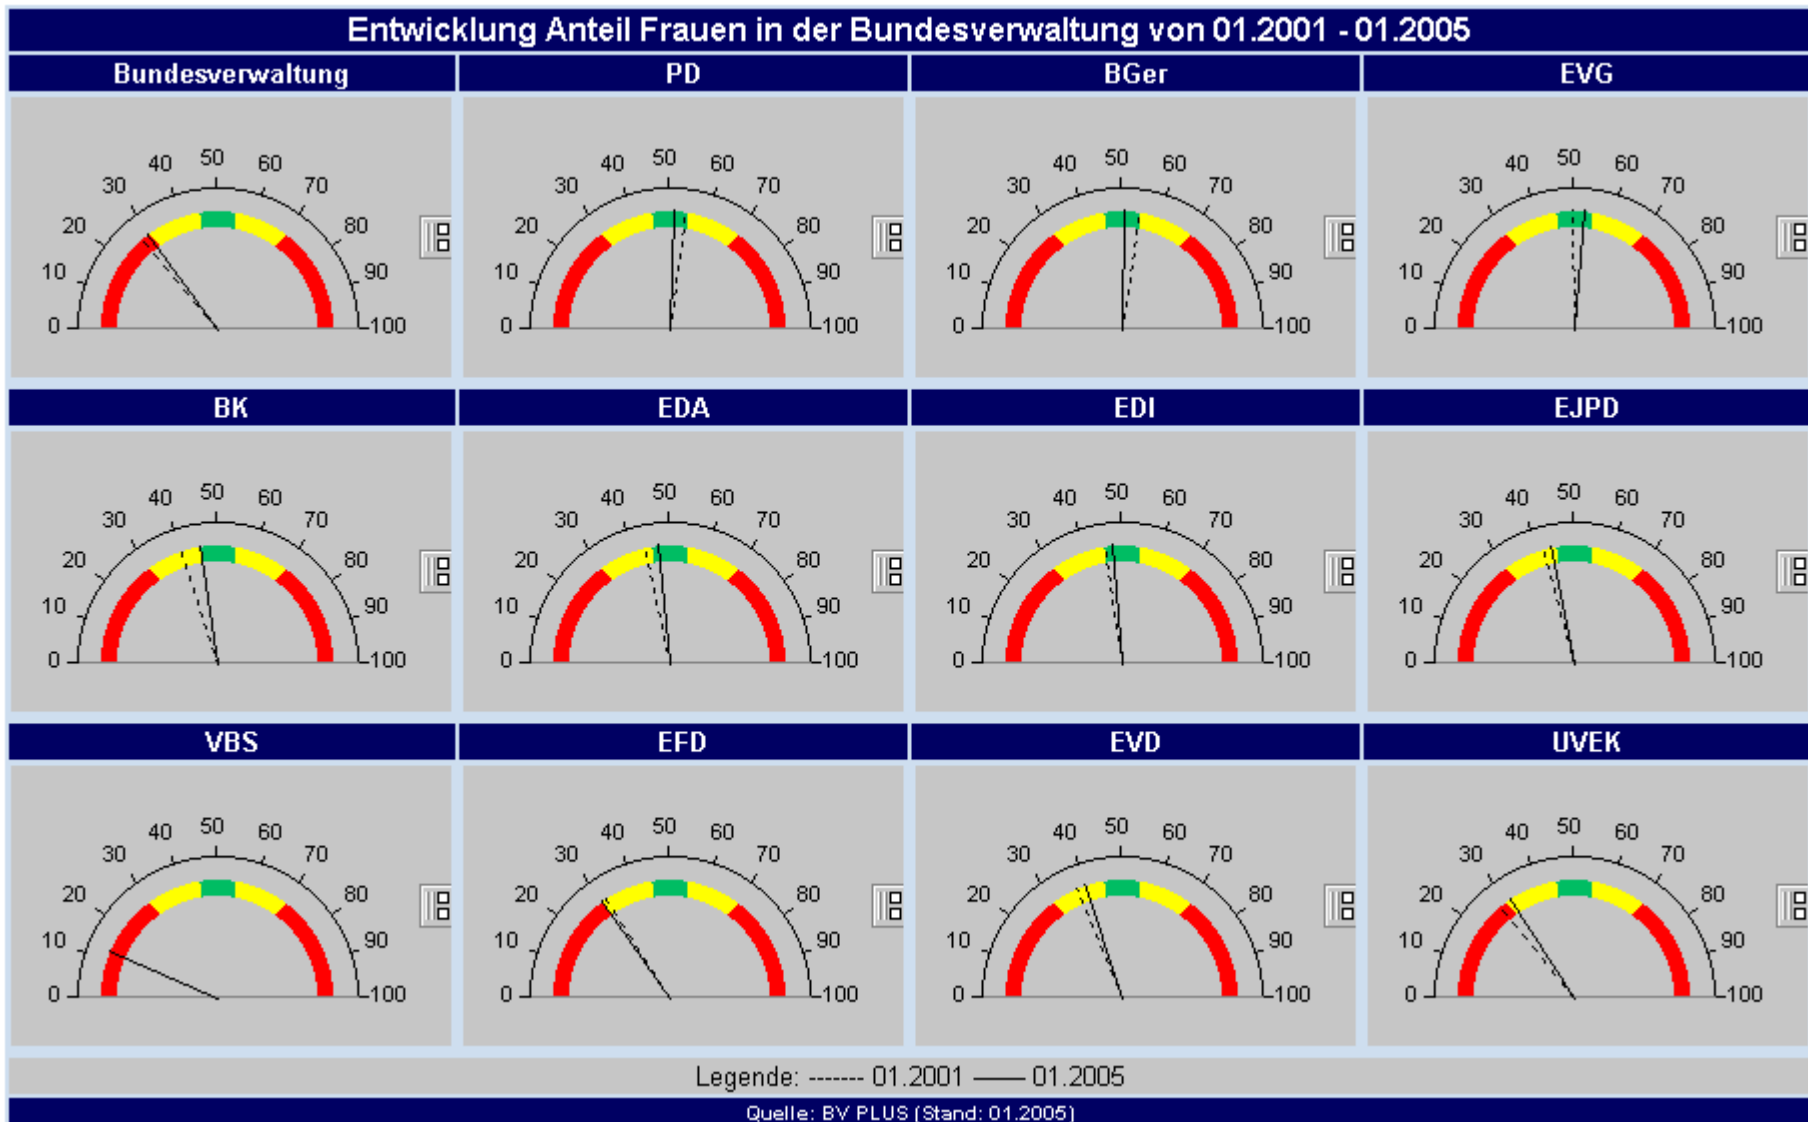 Entwicklung Anteil Frauen in der Bundesverwaltung von 01.2001 - 01.2005
Bundesverwaltung PD BGer EVG
0 10 20 30 40 50 60 70 80 90 100
0 10 20 30 40 50 60 70 80 90 100
0 10 20 30 40 50 60 70 80 90 100
0 10 20 30 40 50 60 70 80 90 100
BK EDA EDI EJPD
0 10 20 30 40 50 60 70 80 90 100
0 10 20 30 40 50 60 70 80 90 100
0 10 20 30 40 50 60 70 80 90 100
0 10 20 30 40 50 60 70 80 90 100
VBS EFD EVD UVEK
0 10 20 30 40 50 60 70 80 90 100
0 10 20 30 40 50 60 70 80 90 100
0 10 20 30 40 50 60 70 80 90 100
0 10 20 30 40 50 60 70 80 90 100
Legende: ------- 01.2001 —— 01.2005
Quelle: BV PLUS (Stand: 01.2005)